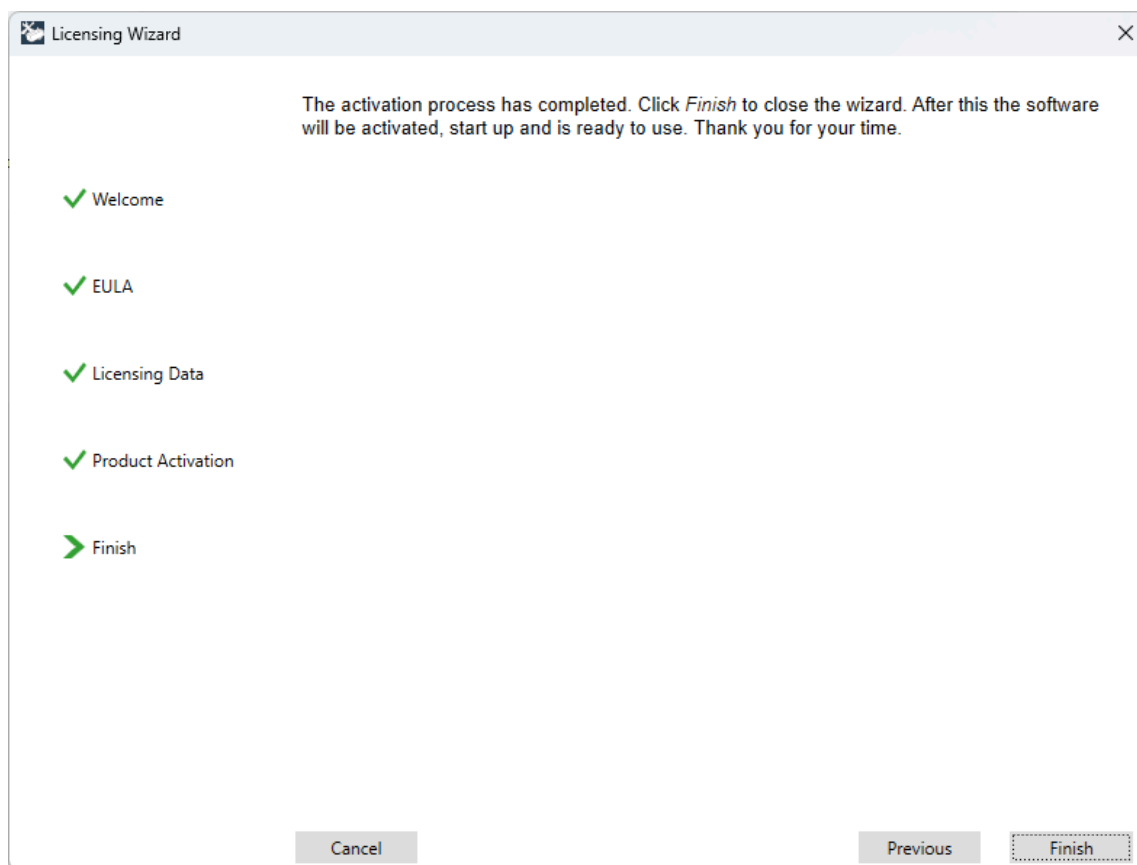 Licensing Wizard
The activation process has completed. Click Finish to close the wizard. After this the software
will be activated, start up and is ready to use. Thank you for your time.
Welcome
EULA
Licensing Data
Product Activation
Finish
Cancel
Previous
Finish